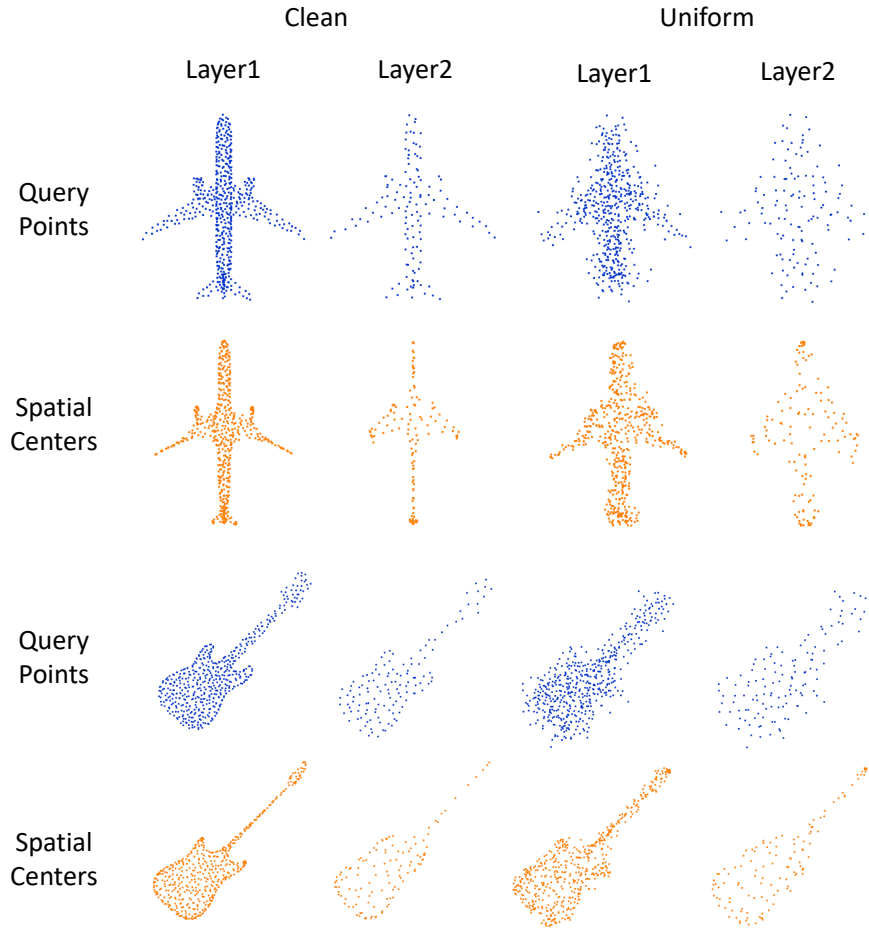 Clean Uniform
Layer1 Layer2 Layer1 Layer2
Query
Points
Spatial
Centers
Query
Points
Spatial
Centers